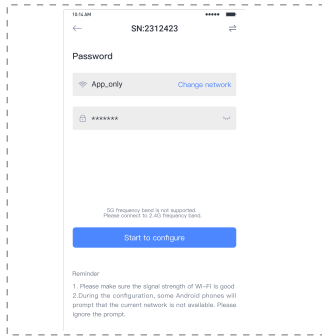 10:14 AM
SN:2312423
Password
App_only Change network
*******
5G frequency band is not supported.
Please connect to 2.4G frequency band.
Start to configure
Reminder
1. Please make sure the signal strength of Wi-Fi is good
2.During the configuration, some Android phones will
prompt that the current network is not available. Please
ignore the prompt.